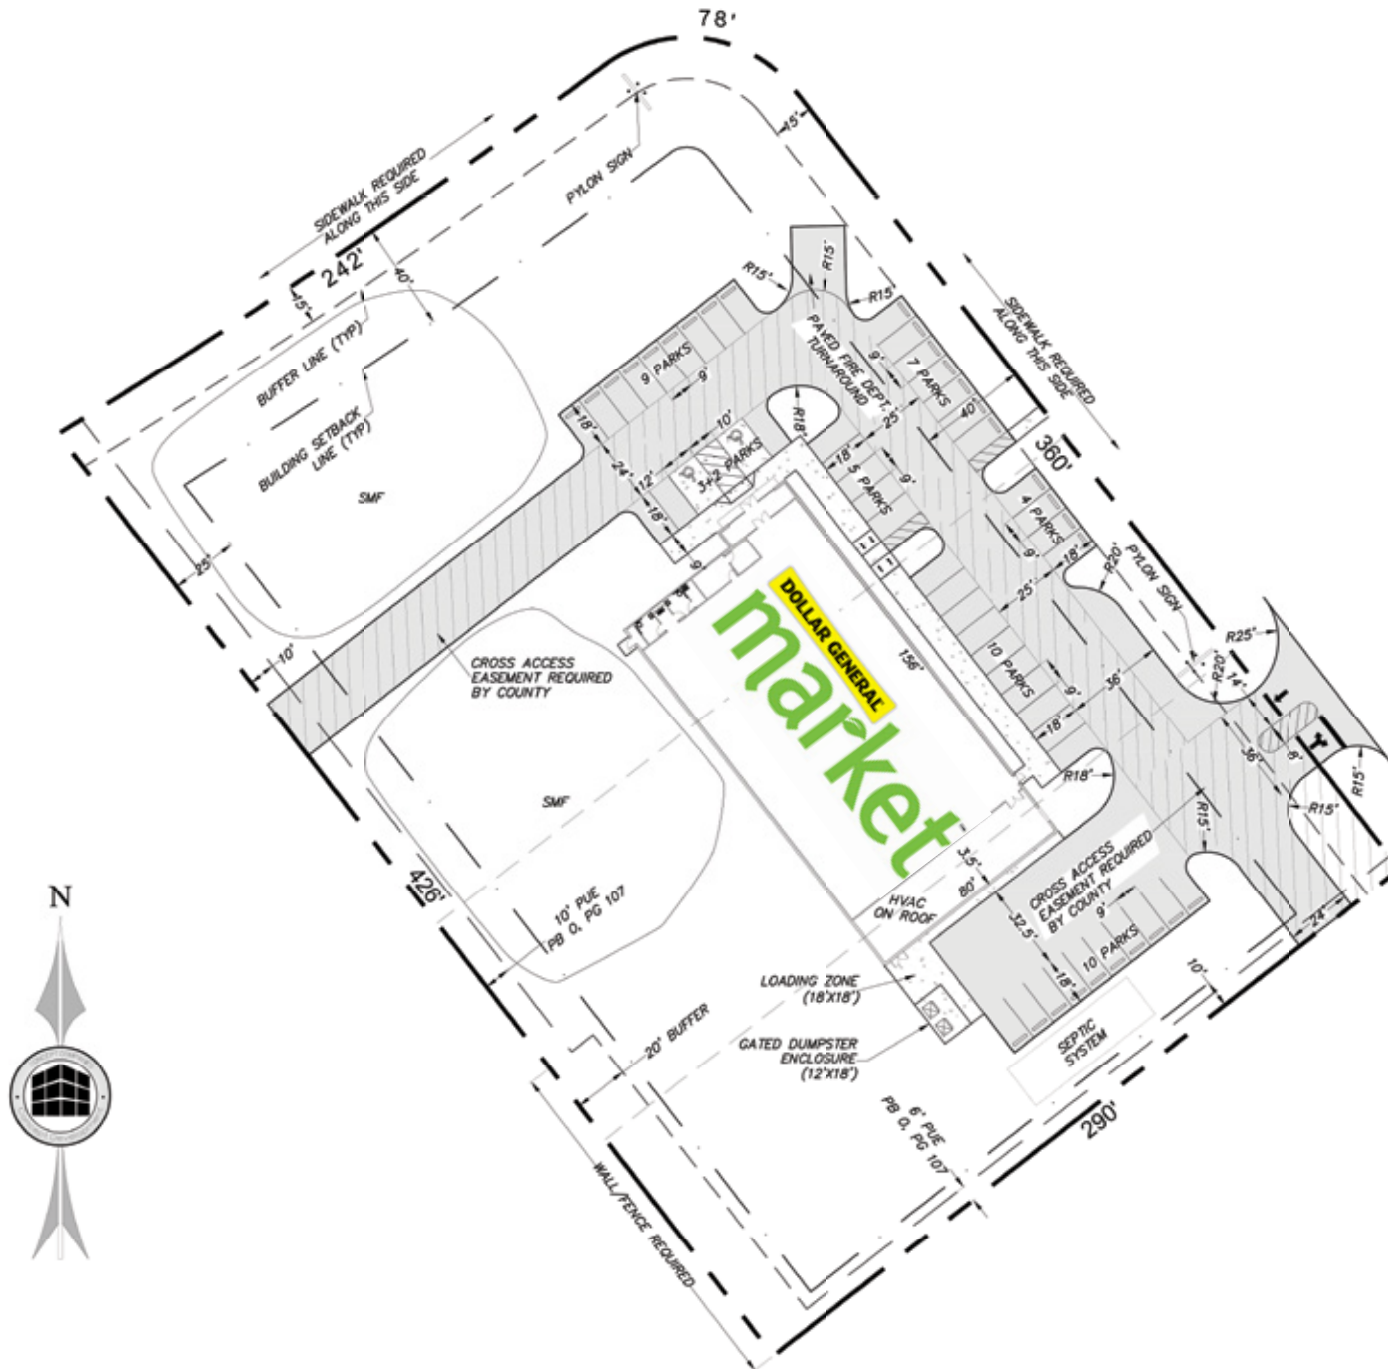 78'
15'
PYLON SIGN
SIDEWALK REQUIRED
ALONG THIS SIDE
242'
40'
15'
BUFFER LINE (TYP)
BUILDING SETBACK
LINE (TYP)
SMF
25'
10'
R15'
R15'
R15'
PAVED FIRE DEPT.
TURNAROUND
SIDEWALK REQUIRED
ALONG THIS SIDE
9 PARKS
9'
9'
7 PARKS
40'
25'
18'
5 PARKS
9'
R18'
10'
3+2 PARKS
12'
18'
24'
18'
9'
360'
4 PARKS
9'
18'
25'
R20'
PYLON SIGN
R20'
R25'
14'
36'
8'
R15'
R15'
R15'
CROSS ACCESS
EASEMENT REQUIRED
BY COUNTY
DOLLAR GENERAL
market
156'
10 PARKS
9'
36'
18'
R18'
SMF
426'
10' PUE
PB O, PG 107
HVAC
ON ROOF
3.5'
80'
CROSS ACCESS
EASEMENT REQUIRED
BY COUNTY
9'
32.5'
10 PARKS
18'
24'
10'
N
LOADING ZONE
(18'X18')
GATED DUMPSTER
ENCLOSURE
(12'X18')
SEPTIC
SYSTEM
20' BUFFER
6' PUE
PB O, PG 107
290'
WALL/FENCE REQUIRED